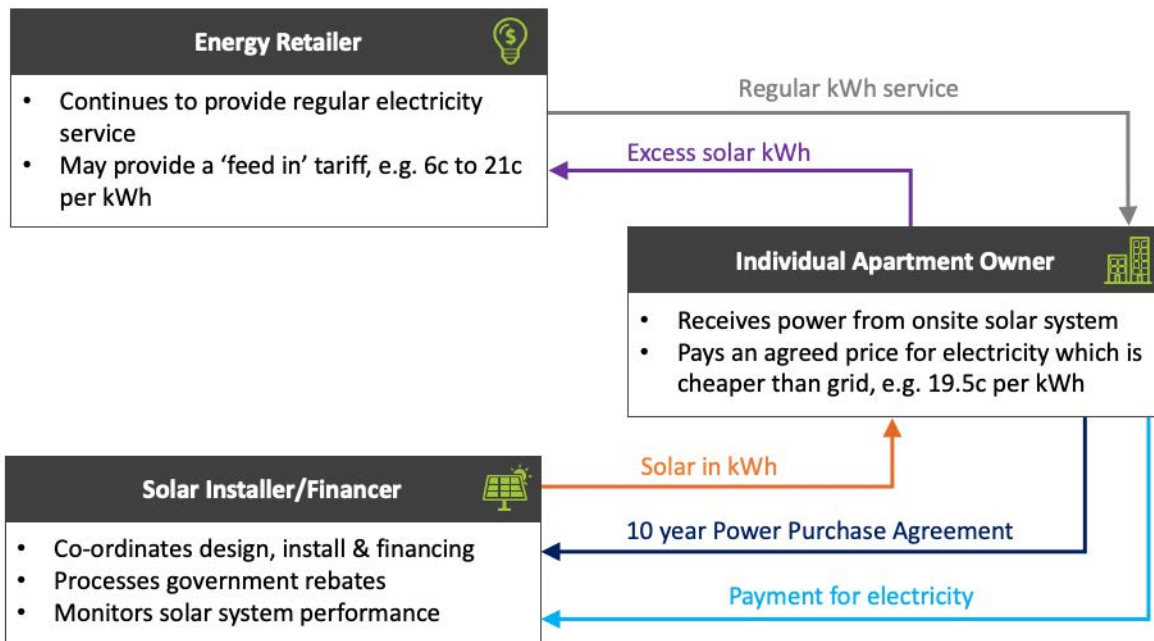 Energy Retailer
$
• Continues to provide regular electricity
service
• May provide a ‘feed in’ tariff, e.g. 6c to 21c
per kWh
Regular kWh service
Excess solar kWh
Individual Apartment Owner
• Receives power from onsite solar system
• Pays an agreed price for electricity which is
cheaper than grid, e.g. 19.5c per kWh
Solar in kWh
Solar Installer/Financer
• Co-ordinates design, install & financing
• Processes government rebates
• Monitors solar system performance
10 year Power Purchase Agreement
Payment for electricity